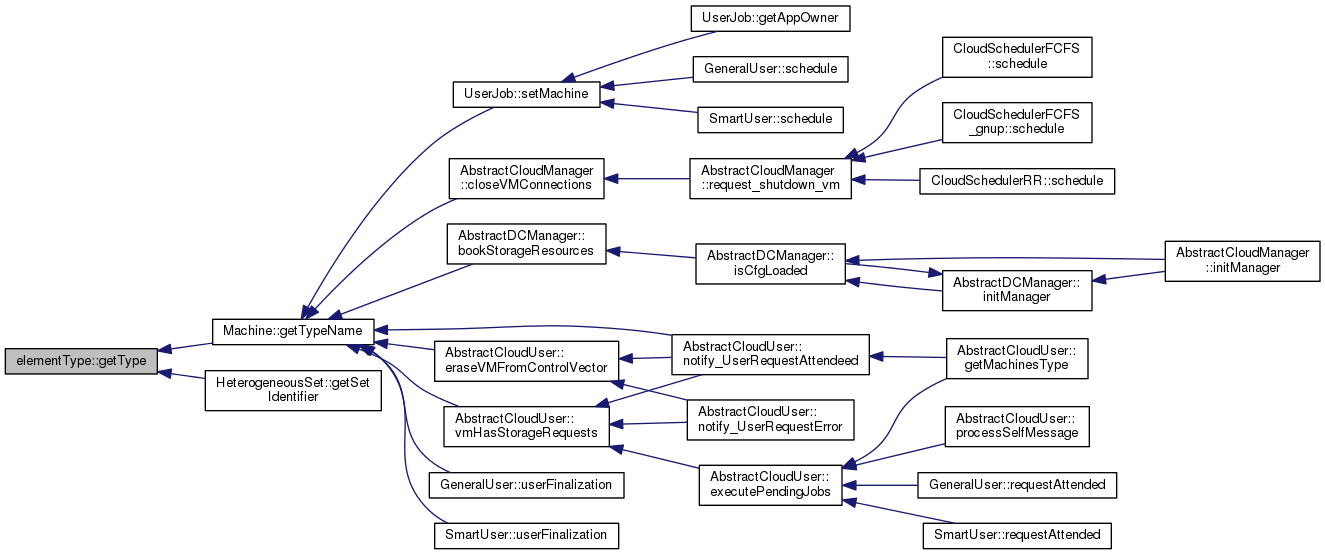 elementType::getType
Machine::getTypeName
HeterogeneousSet::getSet
Identifier
UserJob::setMachine
AbstractCloudManager
::closeVMConnections
AbstractDCManager::
bookStorageResources
AbstractCloudUser::
eraseVMFromControlVector
AbstractCloudUser::
vmHasStorageRequests
GeneralUser::userFinalization
SmartUser::userFinalization
UserJob::getAppOwner
GeneralUser::schedule
SmartUser::schedule
AbstractCloudManager
::request_shutdown_vm
AbstractDCManager::
isCfgLoaded
AbstractCloudUser::
notify_UserRequestAttendeed
AbstractCloudUser::
notify_UserRequestError
AbstractCloudUser::
executePendingJobs
CloudSchedulerFCFS
::schedule
CloudSchedulerFCFS
_gnup::schedule
CloudSchedulerRR::schedule
AbstractDCManager::
initManager
AbstractCloudUser::
getMachinesType
AbstractCloudUser::
processSelfMessage
GeneralUser::requestAttended
SmartUser::requestAttended
AbstractCloudManager
::initManager